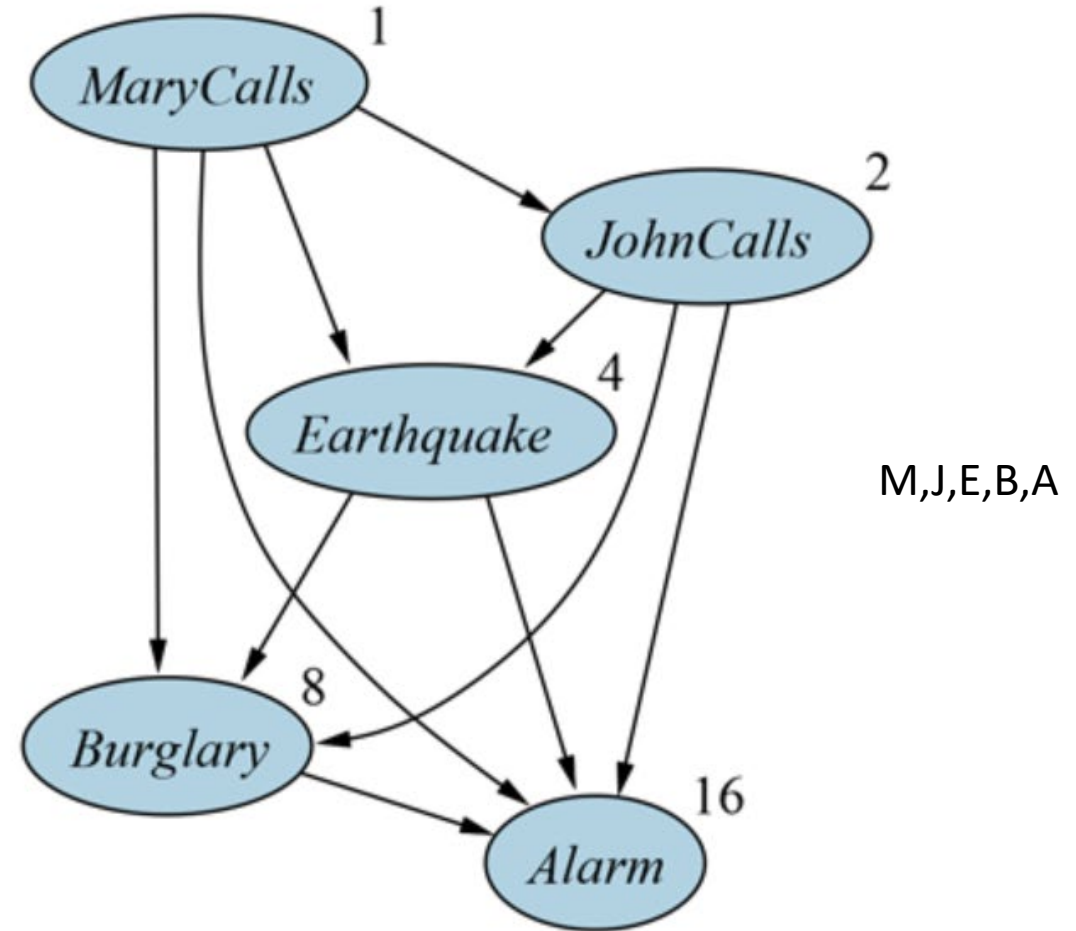 MaryCalls
1
JohnCalls
2
Earthquake
4
M,J,E,B,A
Burglary
8
Alarm
16